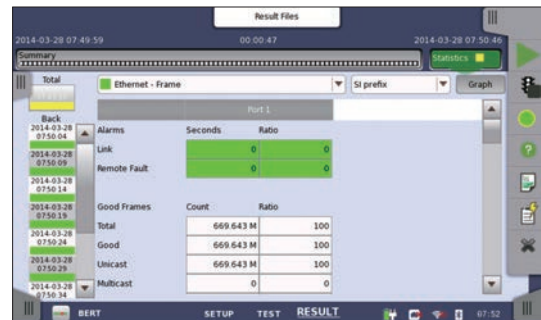 Result Files
2014-03-28 07:49:59 00:00:47 2014-03-28 07:50:46
Summary Statistics
Total Ethernet - Frame SI prefix Graph
Port 1
Back
2014-03-28 07:50:04
2014-03-28 07:50:09
2014-03-28 07:50:14
2014-03-28 07:50:19
2014-03-28 07:50:24
2014-03-28 07:50:29
2014-03-28 07:50:34
Alarms Seconds Ratio
Link 0 0
Remote Fault 0 0
Good Frames Count Ratio
Total 669.643 M 100
Good 669.643 M 100
Unicast 669.643 M 100
Multicast 0 0
BERT SETUP TEST RESULT 67:52